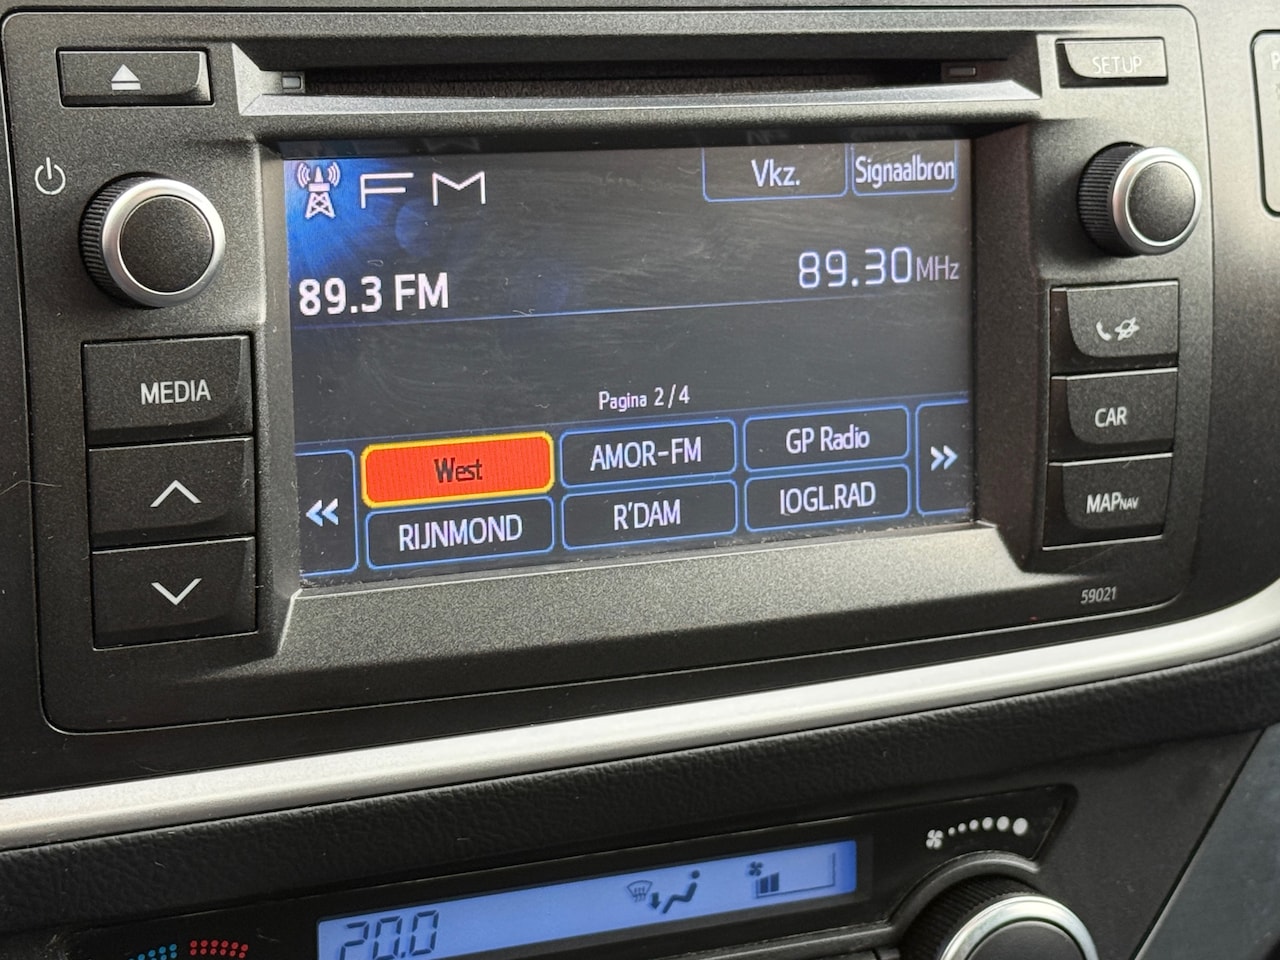 SETUP
FM
Vkz.
Signaalbron
89.3 FM
89.30MHz
MEDIA
Pagina 2/4
West
AMOR-FM
GP Radio
RIJNMOND
R'DAM
IOGL.RAD
CAR
MAPNAV
59021
20.0